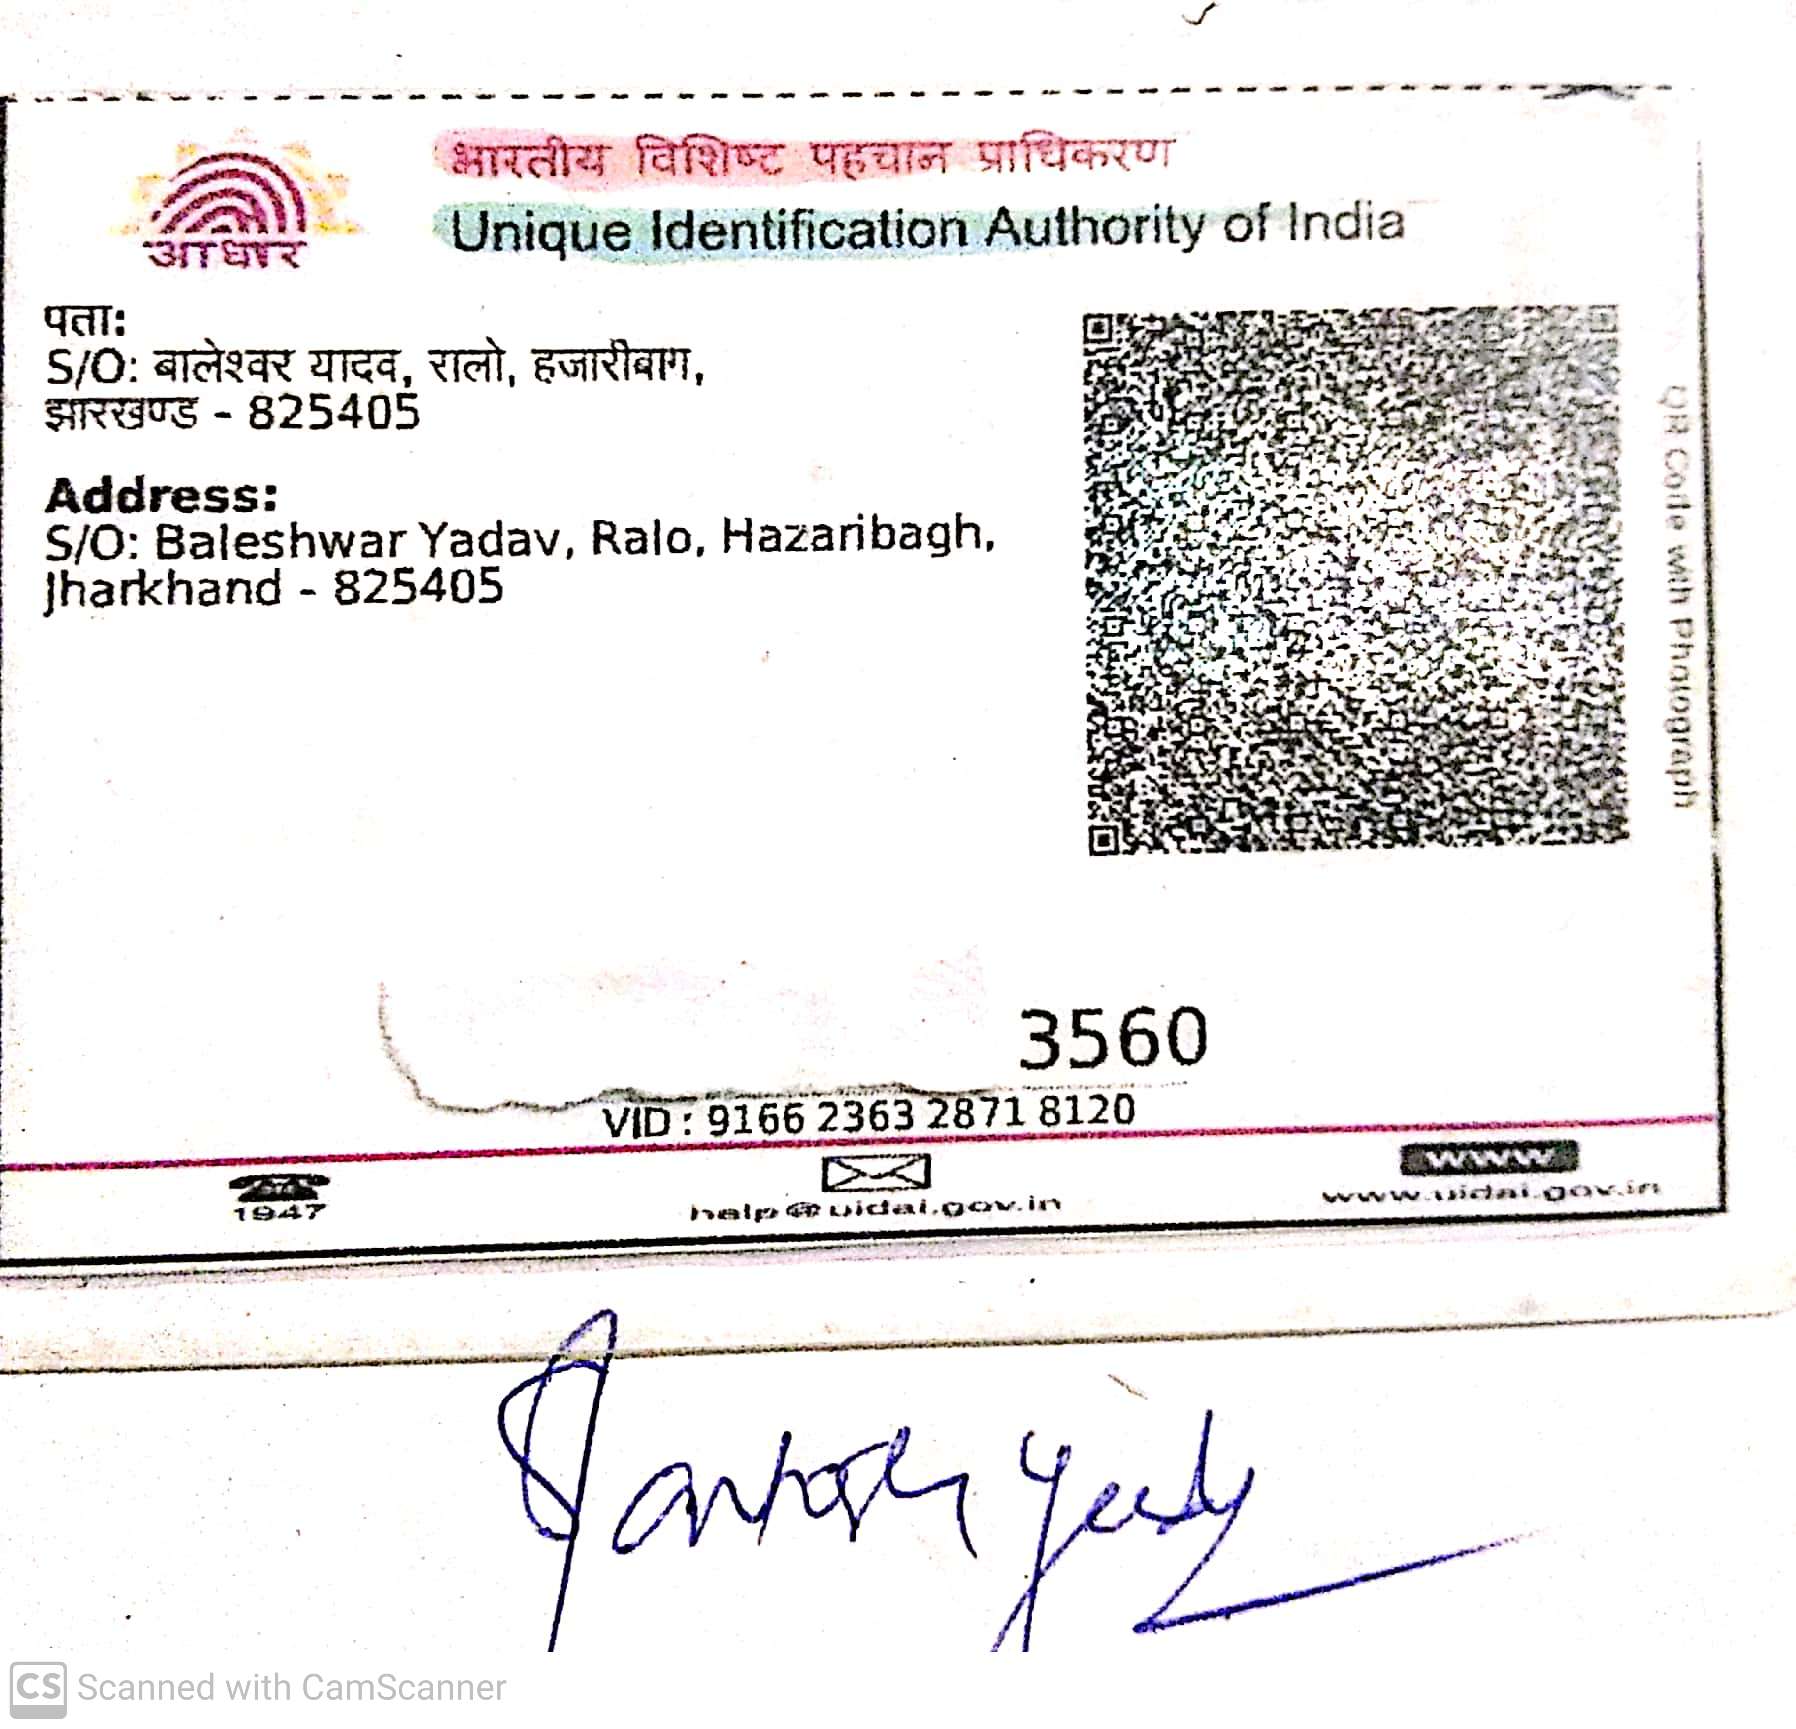 भारतीय विशिष्ट पहचान प्राधिकरण
Unique Identification Authority of India
आधार
पता:
S/O: बालेश्वर यादव, रालो, हजारीबाग,
झारखण्ड - 825405
Address:
S/O: Baleshwar Yadav, Ralo, Hazaribagh,
Jharkhand - 825405
QR Code with Photograph
3560
VID : 9166 2363 2871 8120
1947
help@uidai.gov.in
www
www.uidai.gov.in
CS Scanned with CamScanner